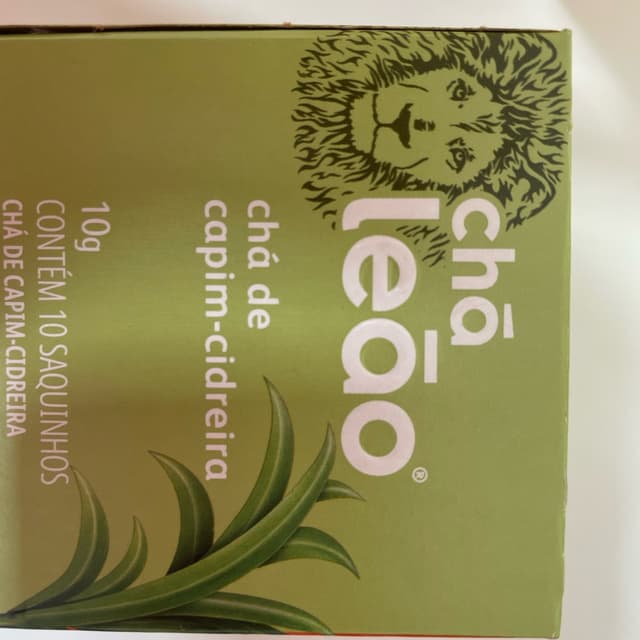 chá
leão®
chá de
capim-cidreira
10g
CONTÉM 10 SAQUINHOS
CHÁ DE CAPIM-CIDREIRA